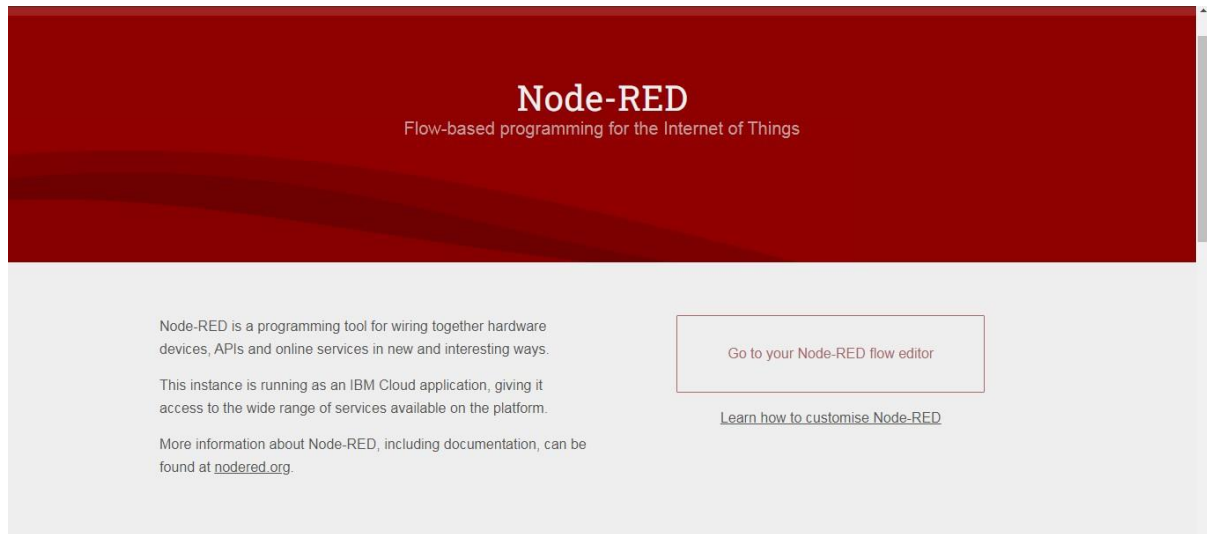 Node-RED
Flow-based programming for the Internet of Things
Node-RED is a programming tool for wiring together hardware
devices, APIs and online services in new and interesting ways.
This instance is running as an IBM Cloud application, giving it
access to the wide range of services available on the platform.
More information about Node-RED, including documentation, can be
found at nodered.org.
Go to your Node-RED flow editor
Learn how to customise Node-RED